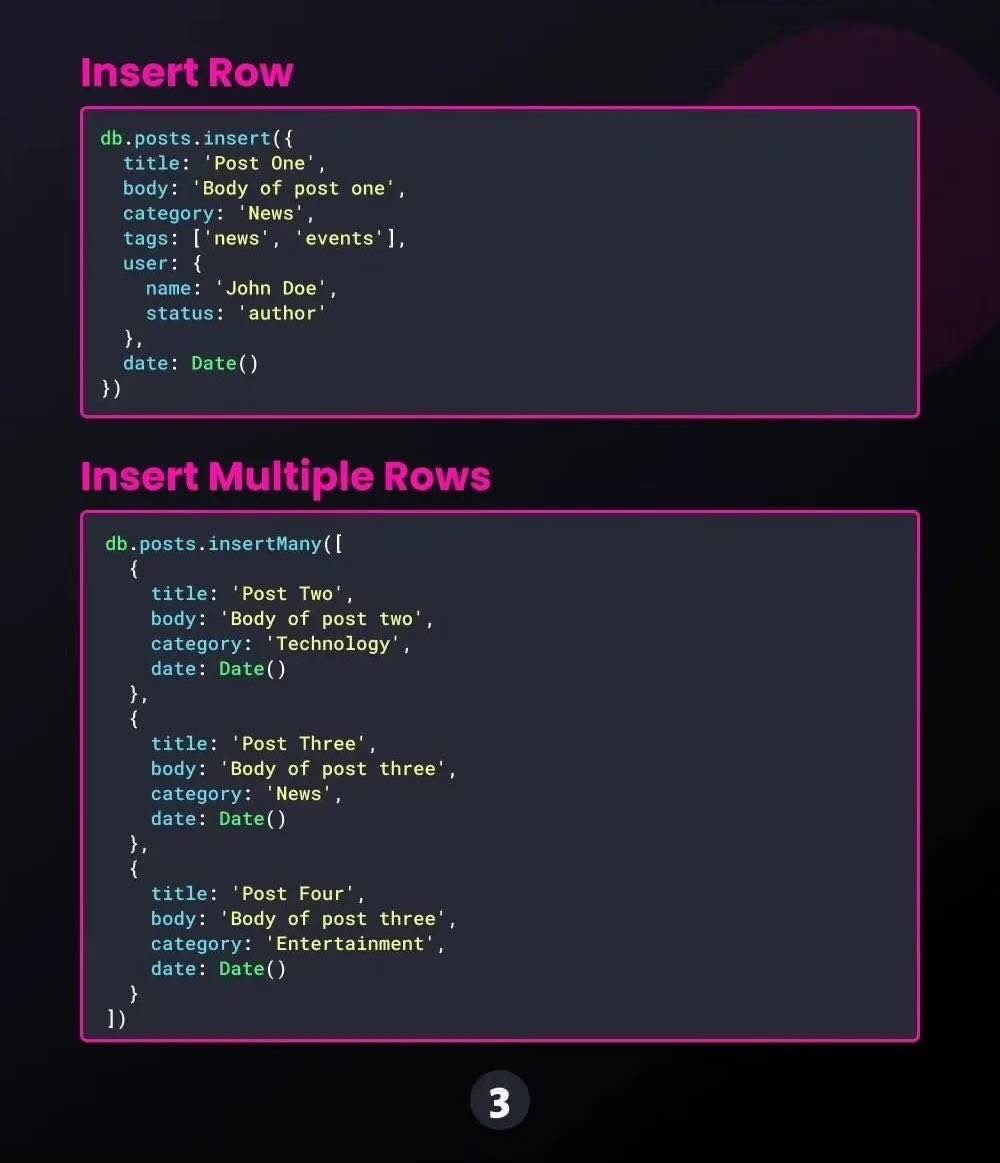 Insert Row
db.posts.insert({
  title: 'Post One',
  body: 'Body of post one',
  category: 'News',
  tags: ['news', 'events'],
  user: {
    name: 'John Doe',
    status: 'author'
  },
  date: Date()
})
Insert Multiple Rows
db.posts.insertMany([
  {
    title: 'Post Two',
    body: 'Body of post two',
    category: 'Technology',
    date: Date()
  },
  {
    title: 'Post Three',
    body: 'Body of post three',
    category: 'News',
    date: Date()
  },
  {
    title: 'Post Four',
    body: 'Body of post three',
    category: 'Entertainment',
    date: Date()
  }
])
3